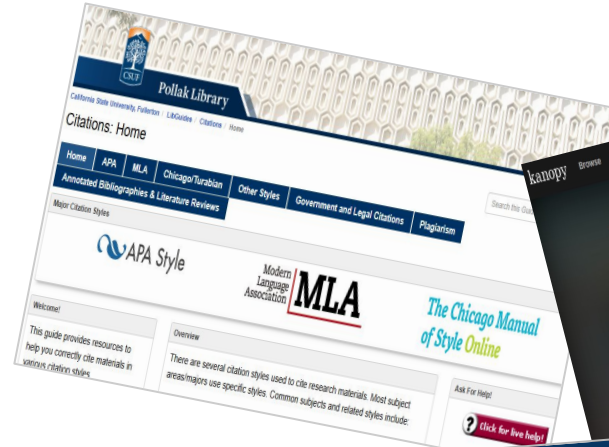 CSUF
Pollak Library
California State University, Fullerton / LibGuides / Citations / Home
Citations: Home
Home APA MLA Chicago/Turabian Other Styles Government and Legal Citations Plagiarism
Annotated Bibliographies & Literature Reviews
Search this Guide
Major Citation Styles
APA Style
Modern
Language
Association
MLA
The Chicago Manual
of Style Online
Welcome!
This guide provides resources to
help you correctly cite materials in
various citation styles
Overview
There are several citation styles used to cite research materials. Most subject
areas/majors use specific styles. Common subjects and related styles include:
Ask For Help!
? Click for live help!
kanopy Browse